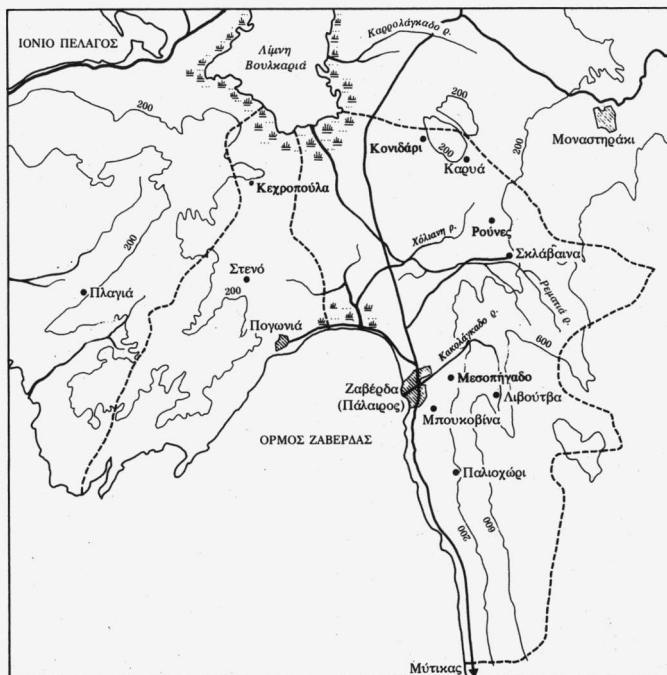 ΙΟΝΙΟ ΠΕΛΑΓΟΣ
Λίμνη
Βουλκαριά
Καρρολάγκαδο ρ.
200
200
Μοναστηράκι
Κονιδάρι
200
Καρυά
Κεχροπούλα
Ρούνες
Χόλιανη ρ.
200
Σκλάβαινα
Στενό
Πλαγιά
200
Ρεματιά ρ.
Πογωνιά
Κακολάγκαδο ρ.
600
Μεσοπήγαδο
Ζαβέρδα
(Πάλαιρος)
Λιβούτβα
Μπουκοβίνα
ΟΡΜΟΣ ΖΑΒΕΡΔΑΣ
Παλιοχώρι
200
600
Μύτικας